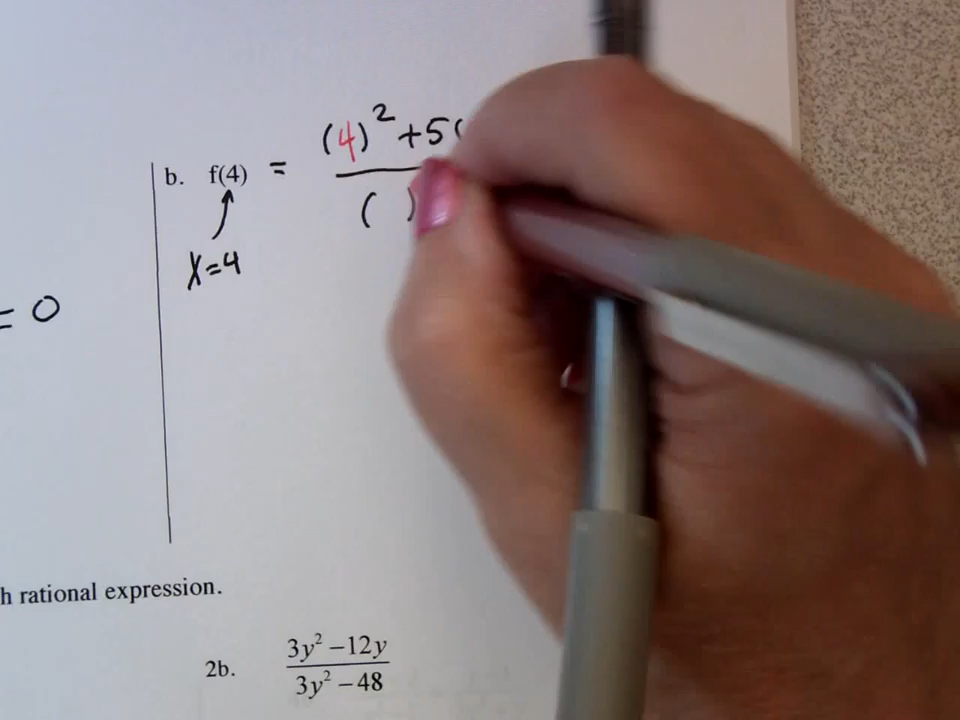 (4)² + 5(
b. f(4) =
( )
X=4
= 0
h rational expression.
3y² – 12y
2b.
3y² – 48